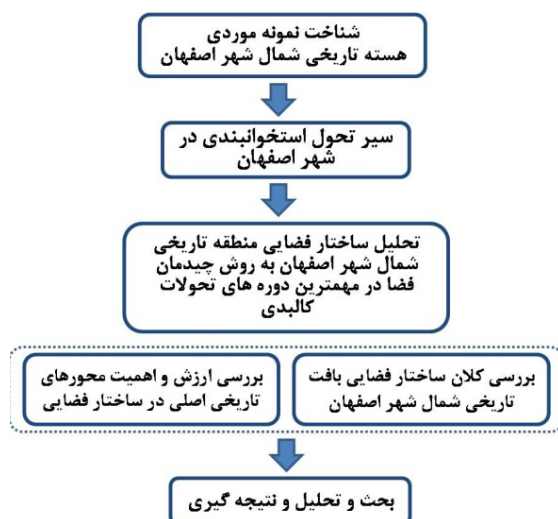 شناخت نمونه موردی
هسته تاریخی شمال شهر اصفهان
سیر تحول استخوانبندی در
شهر اصفهان
تحلیل ساختار فضایی منطقه تاریخی
شمال شهر اصفهان به روش چیدمان
فضا در مهمترین دوره های تحولات
کالبدی
بررسی کلان ساختار فضایی بافت
تاریخی شمال شهر اصفهان
بررسی ارزش و اهمیت محورهای
تاریخی اصلی در ساختار فضایی
بحث و تحلیل و نتیجه گیری